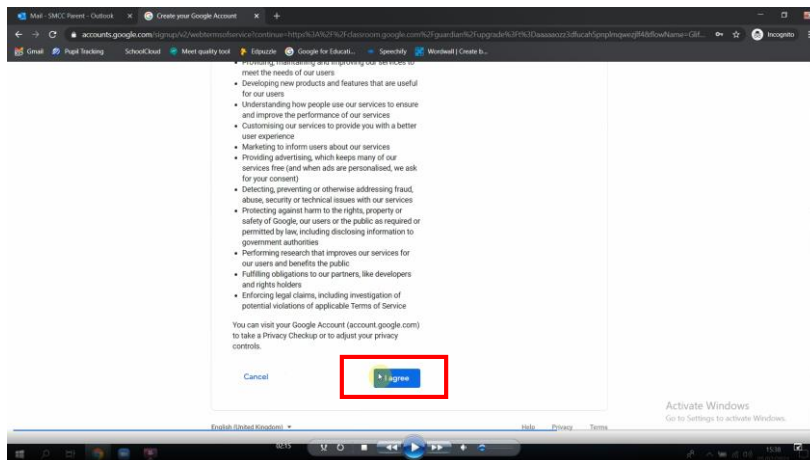 Mail - SMCC Parent - Outlook
Create your Google Account
accounts.google.com/signup/v2/webtermsofservice?continue=https%3A%2F%2Fclassroom.google.com%2Fguardian%2Fupgrade%3Ft%3D
Incognito
Gmail
Pupil Tracking
SchoolCloud
Meet quality tool
Edpuzzle
Google for Educati...
Speechify
Wordwall | Create b...
Providing, maintaining and improving our services to
meet the needs of our users
• Developing new products and features that are useful
for our users
• Understanding how people use our services to ensure
and improve the performance of our services
• Customising our services to provide you with a better
user experience
• Marketing to inform users about our services
• Providing advertising, which keeps many of our
services free (and when ads are personalised, we ask
for your consent)
• Detecting, preventing or otherwise addressing fraud,
abuse, security or technical issues with our services
• Protecting against harm to the rights, property or
safety of Google, our users or the public as required or
permitted by law, including disclosing information to
government authorities
• Performing research that improves our services for
our users and benefits the public
• Fulfilling obligations to our partners, like developers
and rights holders
• Enforcing legal claims, including investigation of
potential violations of applicable Terms of Service
You can visit your Google Account (account.google.com)
to take a Privacy Checkup or to adjust your privacy
controls.
Cancel
I agree
Activate Windows
Go to Settings to activate Windows.
English (United Kingdom)
Help
Privacy
Terms
02:15
15:38